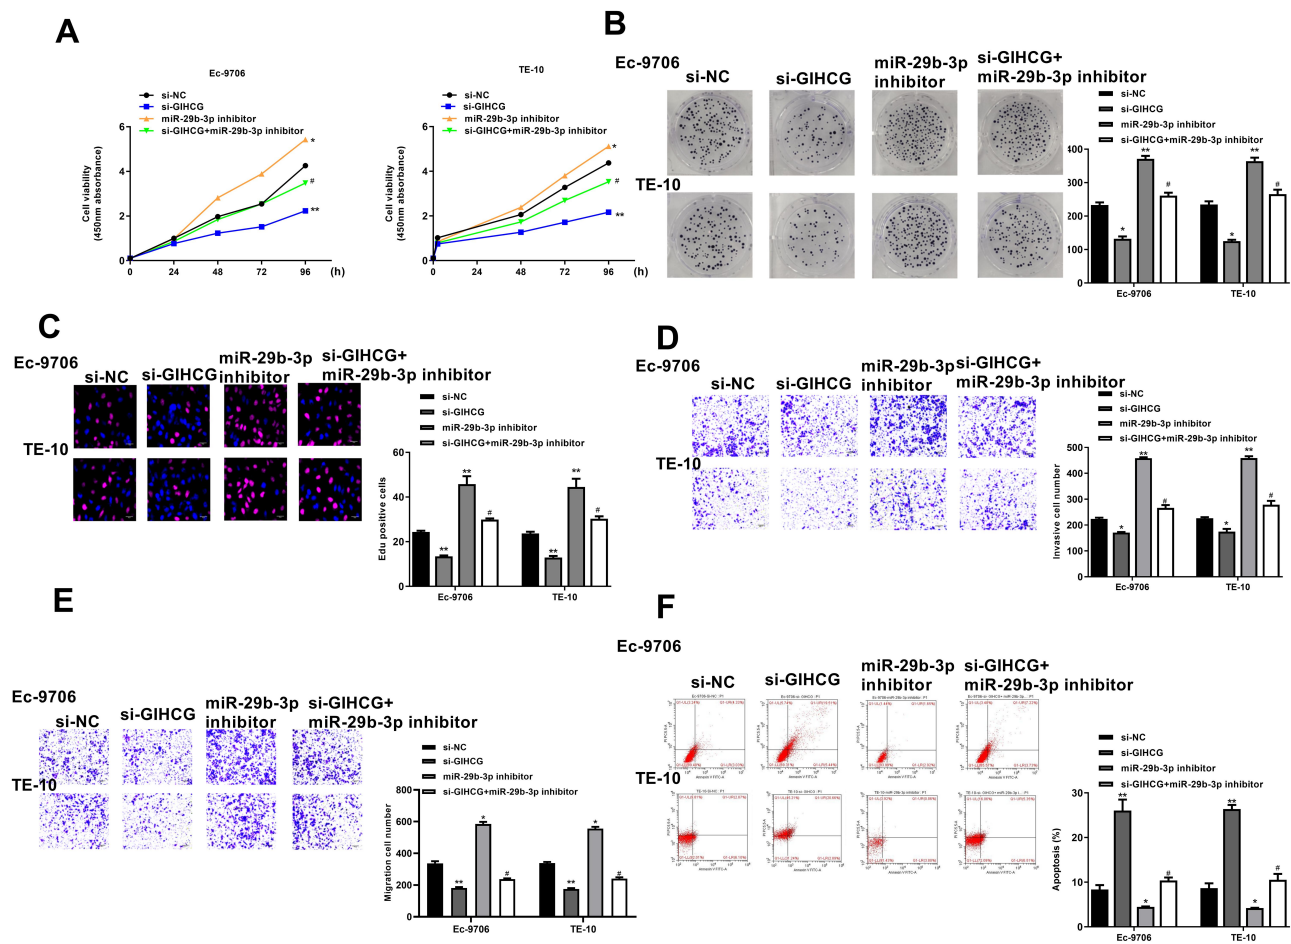 A
Ec-9706
si-NC
si-GIHCG
miR-29b-3p inhibitor
si-GIHCG+miR-29b-3p inhibitor
Cell viability
(450nm absorbance)
6
4
2
0
*
#
**
0 24 48 72 96 (h)
TE-10
si-NC
si-GIHCG
miR-29b-3p inhibitor
si-GIHCG+miR-29b-3p inhibitor
Cell viability
(450nm absorbance)
6
4
2
0
*
#
**
0 24 48 72 96 (h)
B
Ec-9706
si-NC
si-GIHCG
miR-29b-3p
inhibitor
si-GIHCG+
miR-29b-3p inhibitor
TE-10
si-NC
si-GIHCG
miR-29b-3p inhibitor
si-GIHCG+miR-29b-3p inhibitor
400
300
200
100
0
* ** # * ** #
Ec-9706 TE-10
C
Ec-9706
si-NC
si-GIHCG
miR-29b-3p
inhibitor
si-GIHCG+
miR-29b-3p inhibitor
TE-10
si-NC
si-GIHCG
miR-29b-3p inhibitor
si-GIHCG+miR-29b-3p inhibitor
Edu positive cells
60
40
20
0
** ** # ** ** #
Ec-9706 TE-10
D
Ec-9706
si-NC
si-GIHCG
miR-29b-3p
inhibitor
si-GIHCG+
miR-29b-3p inhibitor
TE-10
si-NC
si-GIHCG
miR-29b-3p inhibitor
si-GIHCG+miR-29b-3p inhibitor
Invasive cell number
500
400
300
200
100
0
* ** # * ** #
Ec-9706 TE-10
E
Ec-9706
si-NC
si-GIHCG
miR-29b-3p
inhibitor
si-GIHCG+
miR-29b-3p inhibitor
TE-10
si-NC
si-GIHCG
miR-29b-3p inhibitor
si-GIHCG+miR-29b-3p inhibitor
Migration cell number
800
600
400
200
0
** * # ** * #
Ec-9706 TE-10
F
Ec-9706
si-NC
si-GIHCG
miR-29b-3p
inhibitor
si-GIHCG+
miR-29b-3p inhibitor
TE-10
si-NC
si-GIHCG
miR-29b-3p inhibitor
si-GIHCG+miR-29b-3p inhibitor
Apoptosis (%)
30
20
10
0
** * # ** * #
Ec-9706 TE-10